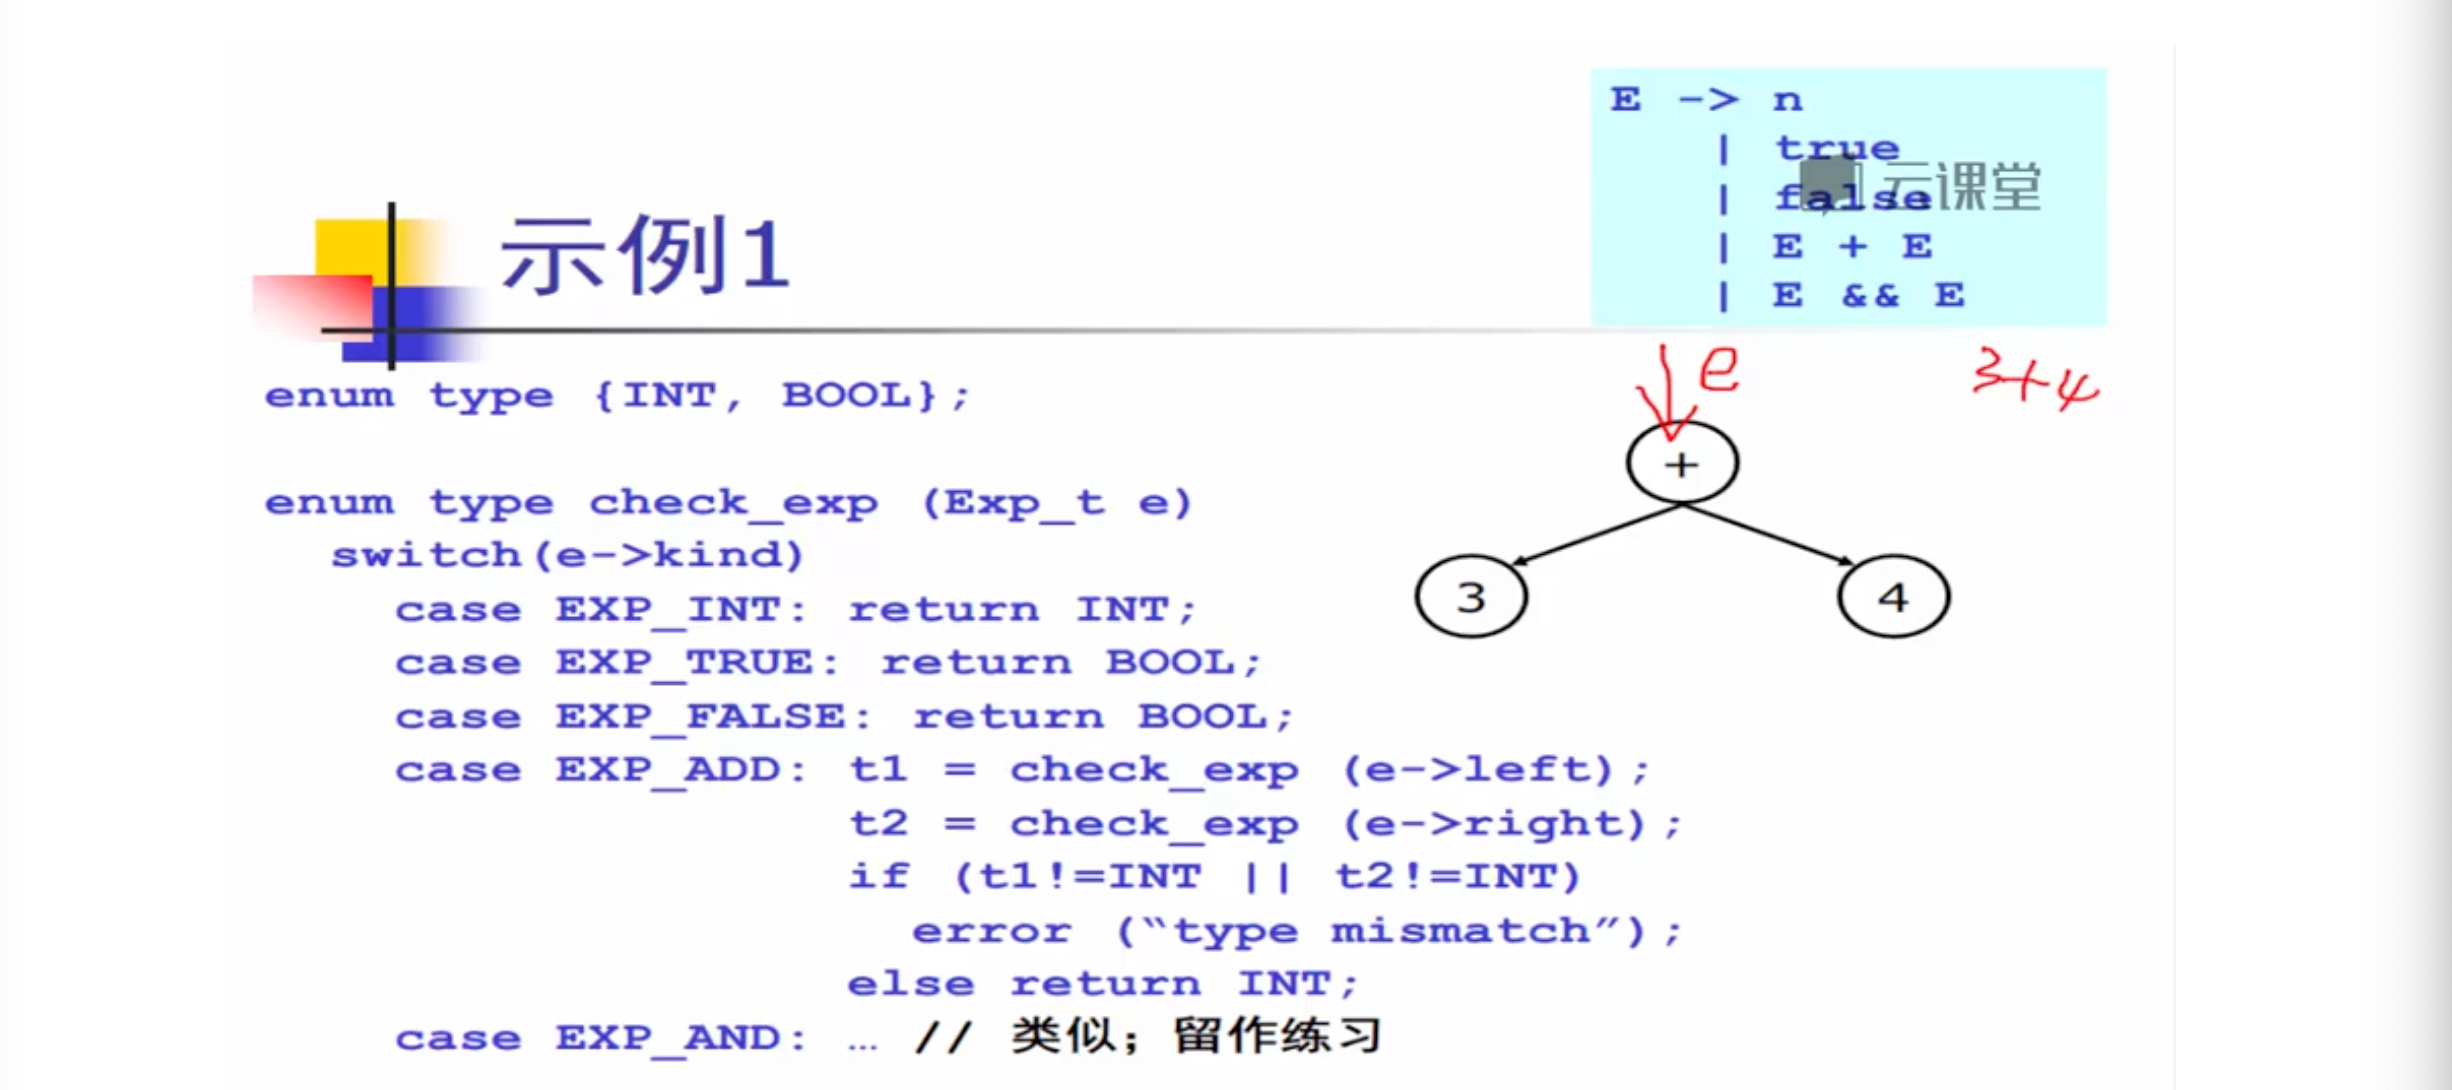 E -> n
| true
| false
云课堂
| E + E
| E && E
示例1
enum type {INT, BOOL};
e
3+4
+
3
4
enum type check_exp (Exp_t e)
switch(e->kind)
case EXP_INT: return INT;
case EXP_TRUE: return BOOL;
case EXP_FALSE: return BOOL;
case EXP_ADD: t1 = check_exp (e->left);
t2 = check_exp (e->right);
if (t1!=INT || t2!=INT)
error (“type mismatch”);
else return INT;
case EXP_AND: … // 类似；留作练习